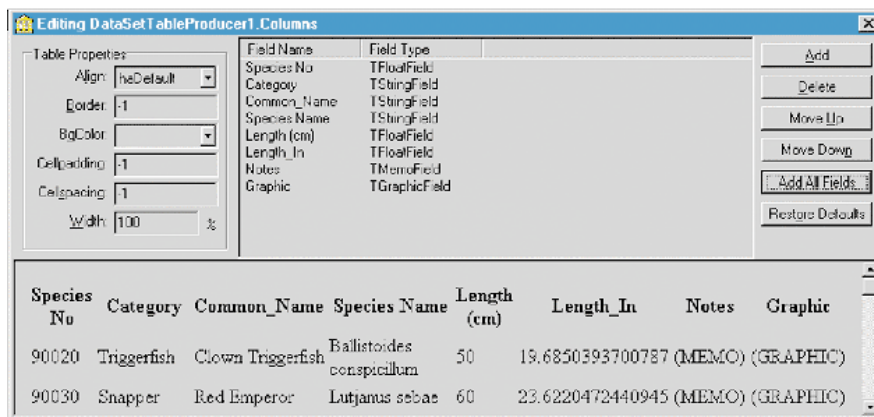 Editing DataSetTableProducer1.Columns
Table Properties
Align: haDefault
Border: -1
BgColor:
Cellpadding: -1
Cellspacing: -1
Width: 100 %
Field Name Field Type
Species No TFloatField
Category TStringField
Common_Name TStringField
Species Name TStringField
Length (cm) TFloatField
Length_In TFloatField
Notes TMemoField
Graphic TGraphicField
Add
Delete
Move Up
Move Down
Add All Fields
Restore Defaults
Species No Category Common_Name Species Name Length (cm) Length_In Notes Graphic
90020 Triggerfish Clown Triggerfish Ballistoides conspicillum 50 19.6850393700787 (MEMO) (GRAPHIC)
90030 Snapper Red Emperor Lutjanus sebae 60 23.6220472440945 (MEMO) (GRAPHIC)